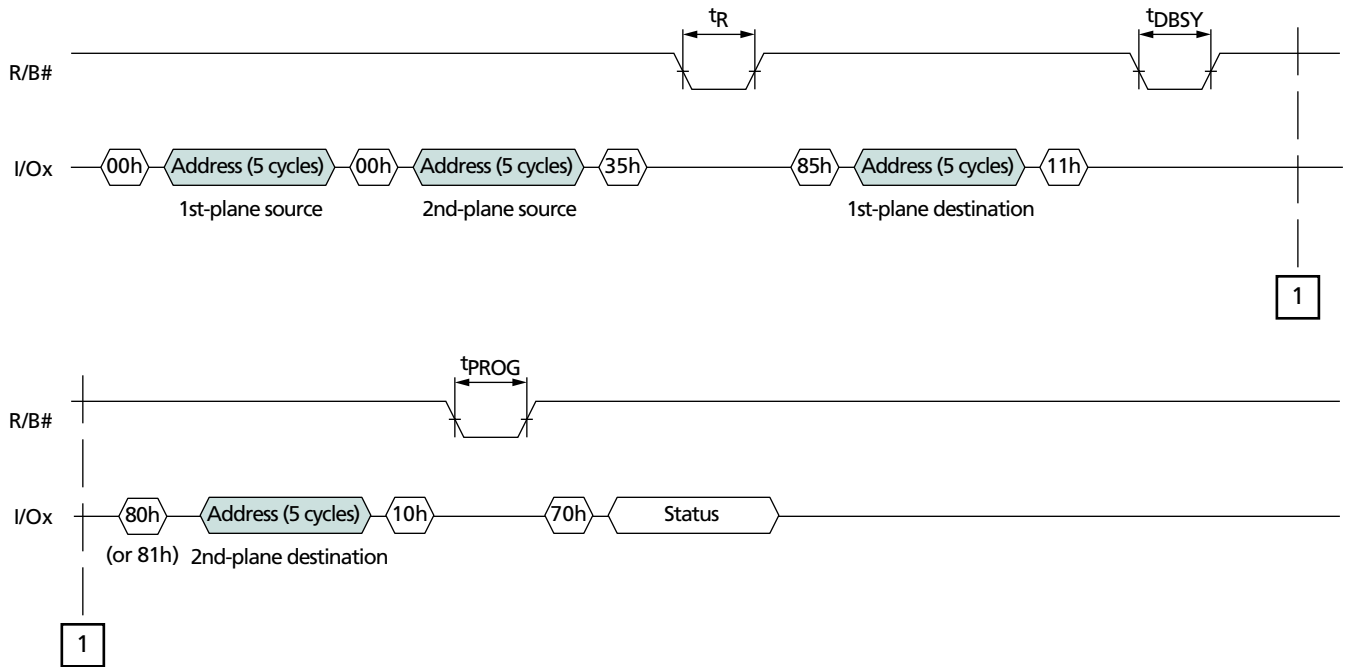 tR tDBSY
R/B#
I/Ox 00h Address (5 cycles) 00h Address (5 cycles) 35h 85h Address (5 cycles) 11h
1st-plane source 2nd-plane source 1st-plane destination
1
tPROG
R/B#
I/Ox 80h Address (5 cycles) 10h 70h Status
(or 81h) 2nd-plane destination
1